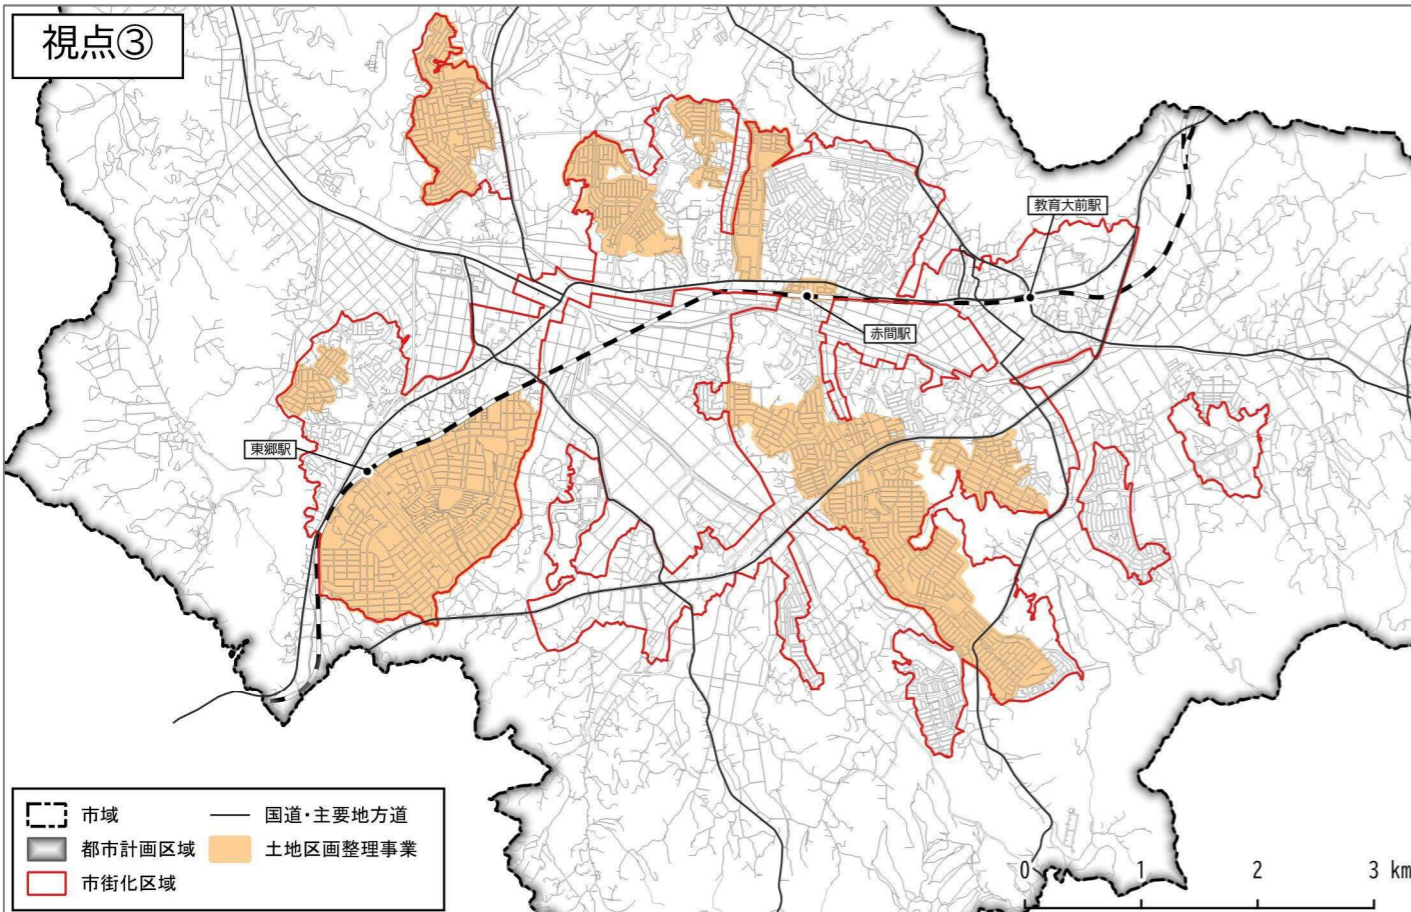 視点③
教育大前駅
赤間駅
東郷駅
市域
国道・主要地方道
都市計画区域
土地区画整理事業
市街化区域
0 1 2 3 km